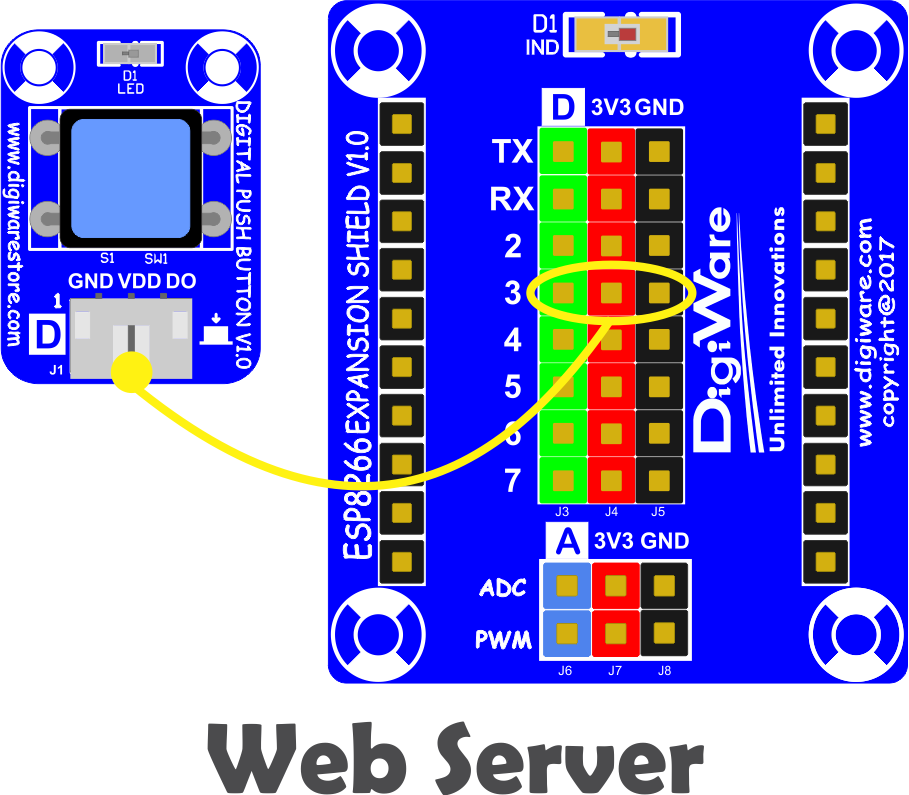 D1
LED
www.digiwarestore.com
DIGITAL PUSH BUTTON V1.0
S1 SW1
GND VDD DO
1
D
J1
D1
IND
ESP8266 EXPANSION SHIELD V1.0
D 3V3 GND
TX
RX
2
3
4
5
6
7
J3 J4 J5
A 3V3 GND
ADC
PWM
J6 J7 J8
DigiWare
Unlimited Innovations
www.digiware.com
copyright@2017
Web Server